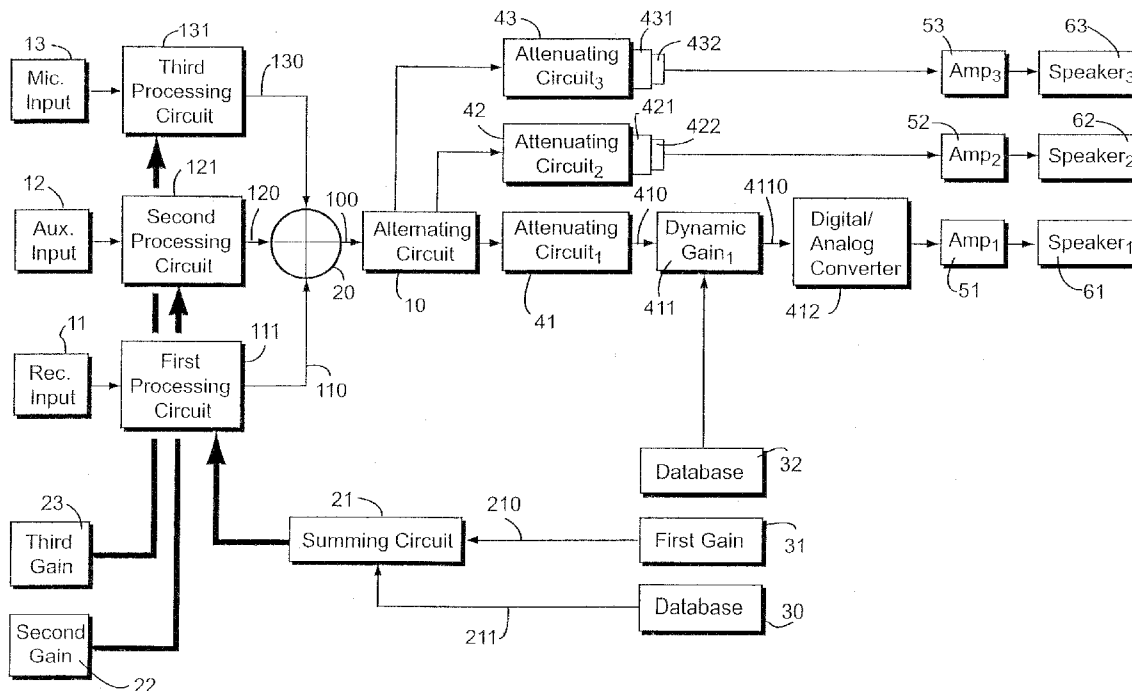 13
Mic.
Input
131
Third
Processing
Circuit
130
43
431
432
Attenuating
Circuit3
53
Amp3
63
Speaker3
12
Aux.
Input
121
Second
Processing
Circuit
120
20
100
Alternating
Circuit
10
42
421
422
Attenuating
Circuit2
52
Amp2
62
Speaker2
Attenuating
Circuit1
41
410
Dynamic
Gain1
411
4110
Digital/
Analog
Converter
412
Amp1
51
Speaker1
61
11
Rec.
Input
111
First
Processing
Circuit
110
Database
32
23
Third
Gain
21
Summing Circuit
210
First Gain
31
211
Database
30
Second
Gain
22